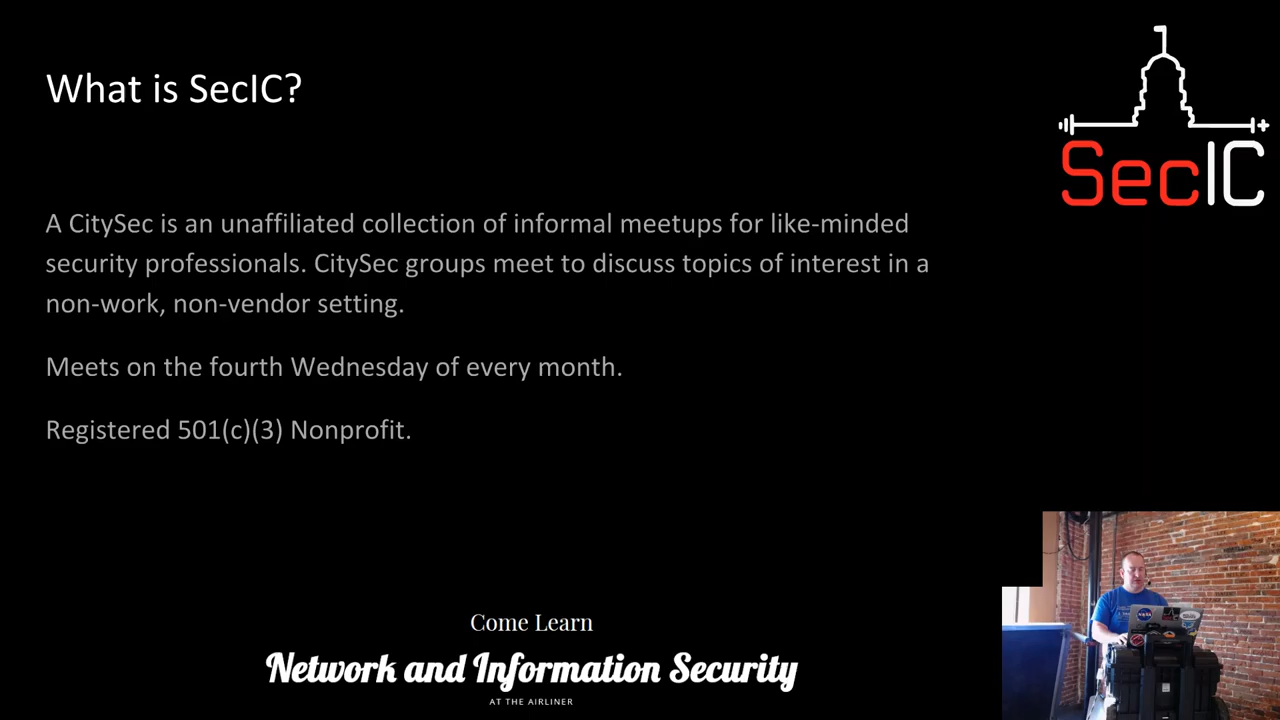 What is SecIC?
SecIC
A CitySec is an unaffiliated collection of informal meetups for like-minded
security professionals. CitySec groups meet to discuss topics of interest in a
non-work, non-vendor setting.
Meets on the fourth Wednesday of every month.
Registered 501(c)(3) Nonprofit.
Come Learn
Network and Information Security
AT THE AIRLINER